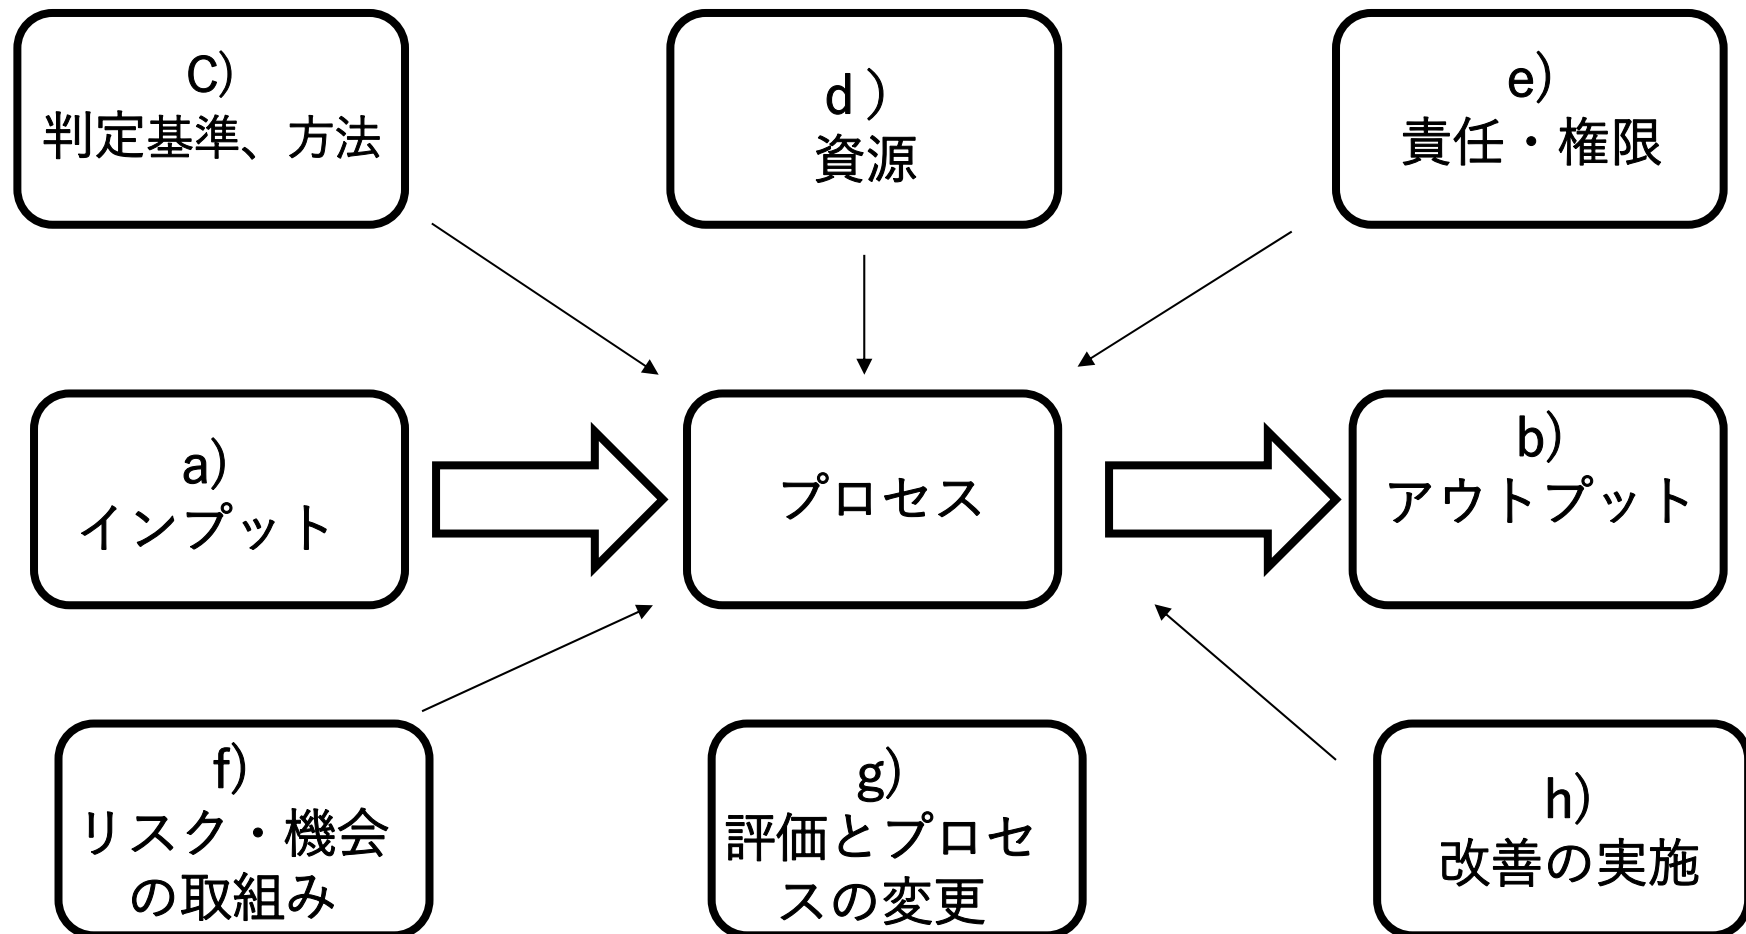 C)
判定基準、方法
d）
資源
e)
責任・権限
a)
インプット
プロセス
b)
アウトプット
f)
リスク・機会
の取組み
g)
評価とプロセ
スの変更
h)
改善の実施